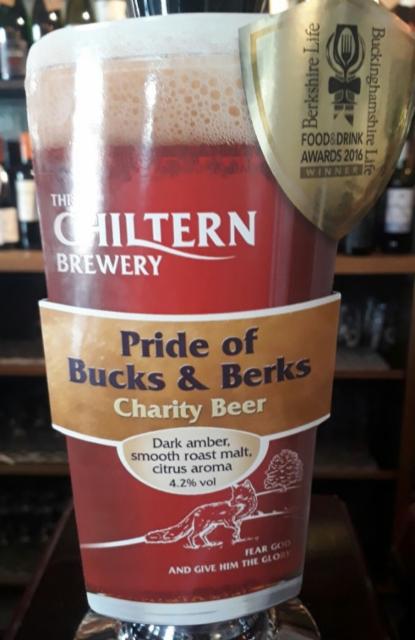 Berkshire Life
Buckinghamshire Life
FOOD&DRINK
AWARDS 2016
WINNER
THE
CHILTERN
BREWERY
Pride of
Bucks & Berks
Charity Beer
Dark amber,
smooth roast malt,
citrus aroma
4.2% vol
FEAR GOD
AND GIVE HIM THE GLORY